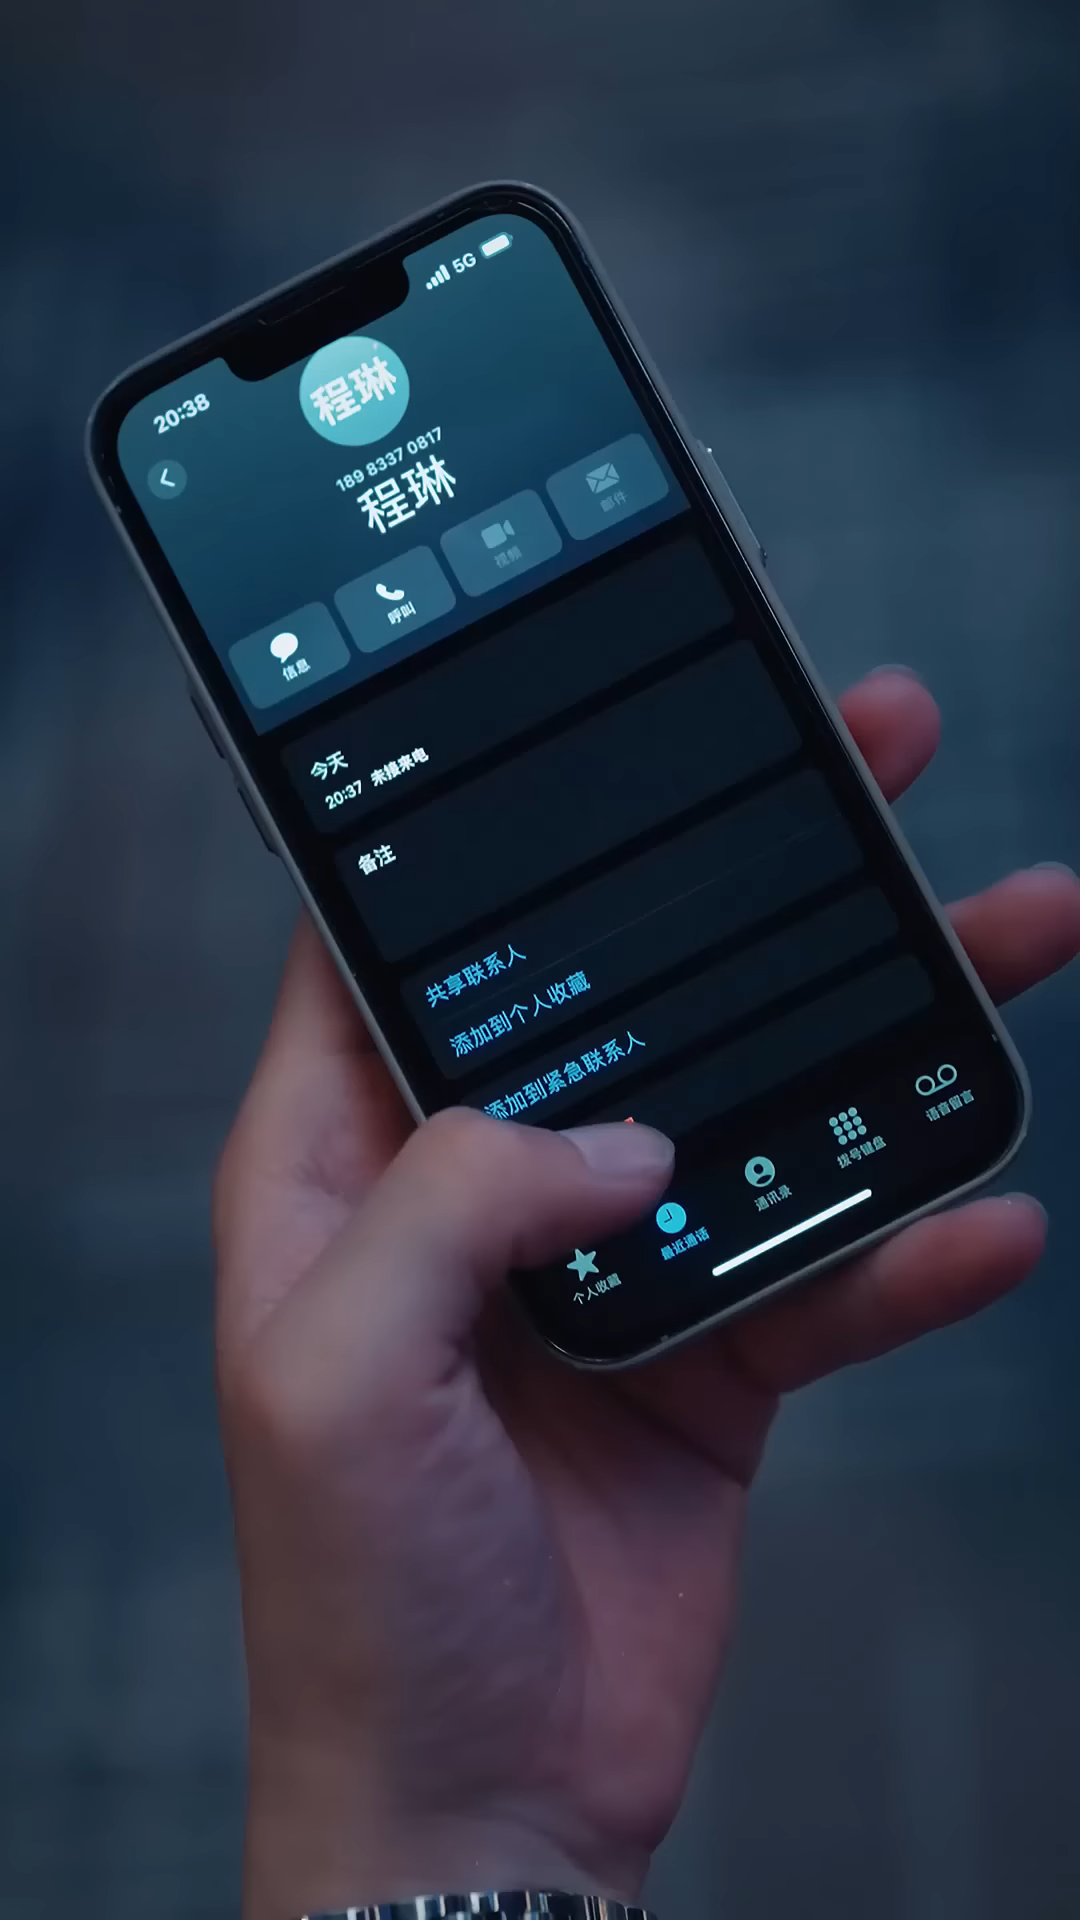 20:38
5G
程琳
189 8337 0817
程琳
信息
呼叫
视频
邮件
今天
20:37 未接来电
备注
共享联系人
添加到个人收藏
添加到紧急联系人
个人收藏
最近通话
通讯录
拨号键盘
语音留言